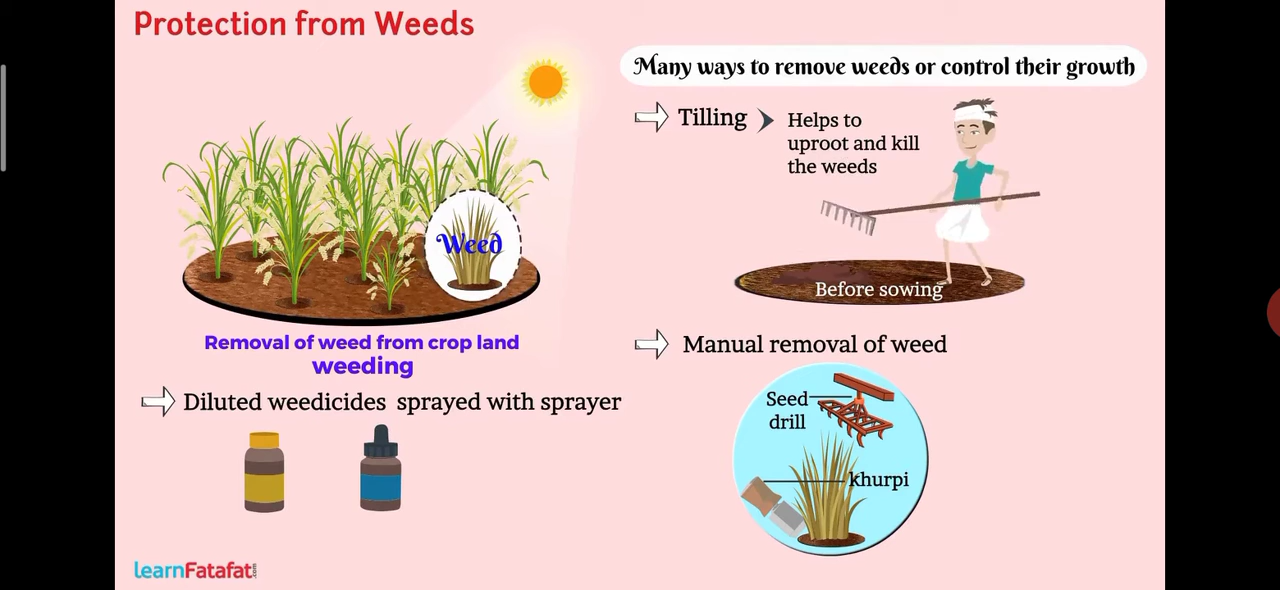 Protection from Weeds
Many ways to remove weeds or control their growth
Tilling
Helps to
uproot and kill
the weeds
Before sowing
Weed
Removal of weed from crop land
weeding
Diluted weedicides sprayed with sprayer
Manual removal of weed
Seed
drill
khurpi
learnFatafat.com